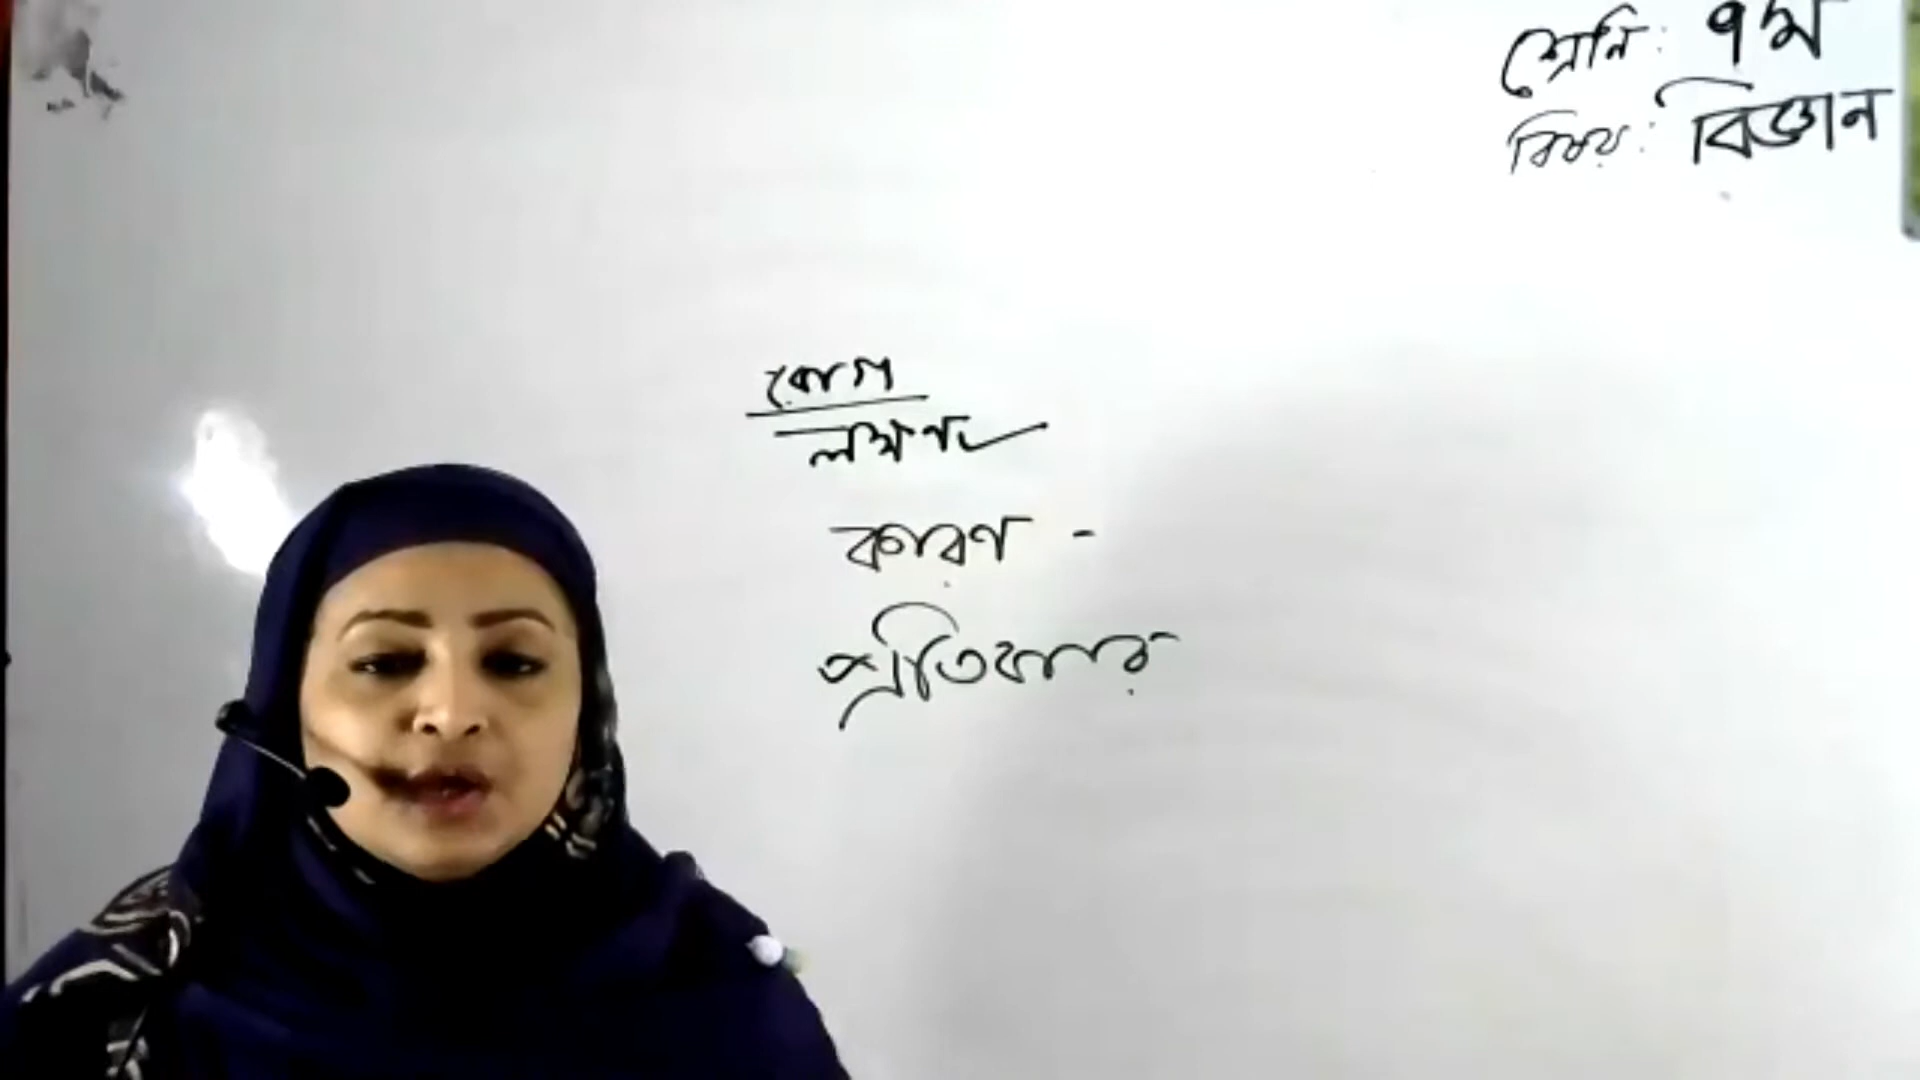 শ্রেনি: ৭ম
বিষয়: বিজ্ঞান
রোগ
লক্ষণ
কারণ -
প্রতিকার